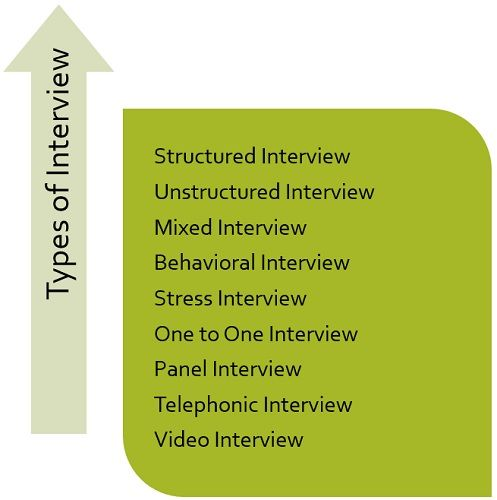 Types of Interview
Structured Interview
Unstructured Interview
Mixed Interview
Behavioral Interview
Stress Interview
One to One Interview
Panel Interview
Telephonic Interview
Video Interview